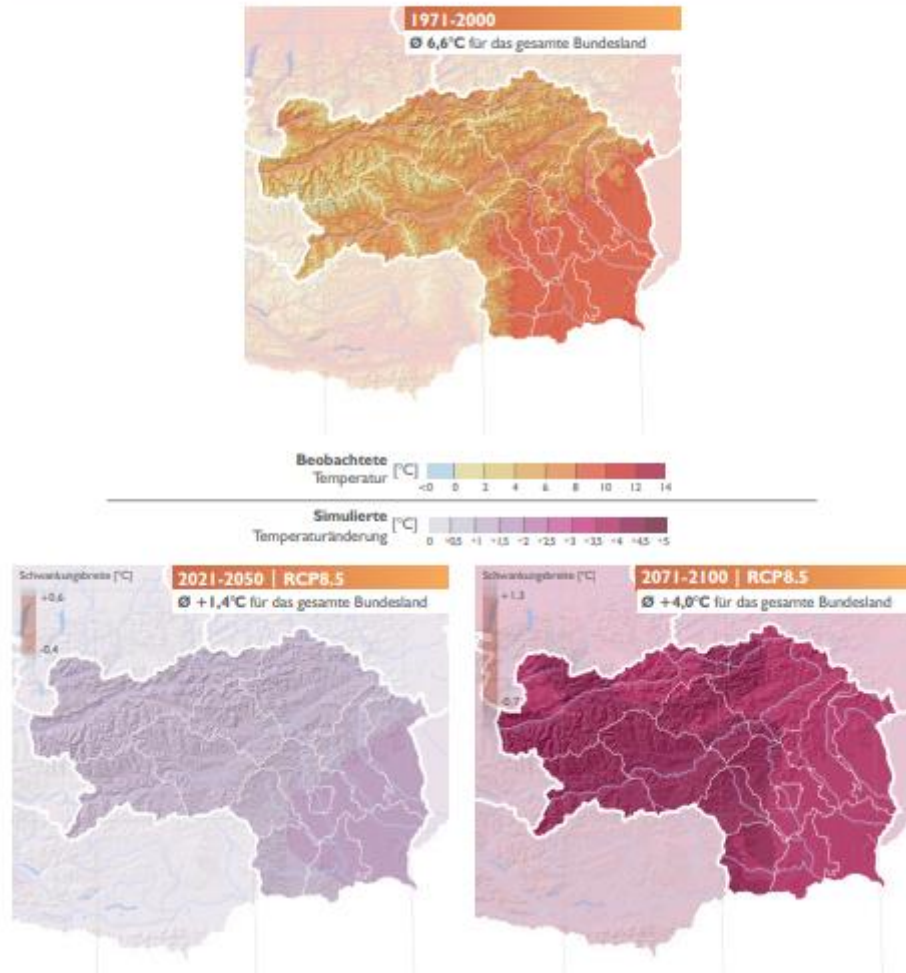 1971-2000
Ø 6,6°C für das gesamte Bundesland
Beobachtete
Temperatur [°C]
<0 0 2 4 6 8 10 12 14
Simulierte
Temperaturänderung [°C]
0 +0,5 +1 +1,5 +2 +2,5 +3 +3,5 +4 +4,5 +5
Schwankungsbreite [°C]
+0,6
-0,4
2021-2050 | RCP8.5
Ø +1,4°C für das gesamte Bundesland
Schwankungsbreite [°C]
+1,3
-0,7
2071-2100 | RCP8.5
Ø +4,0°C für das gesamte Bundesland